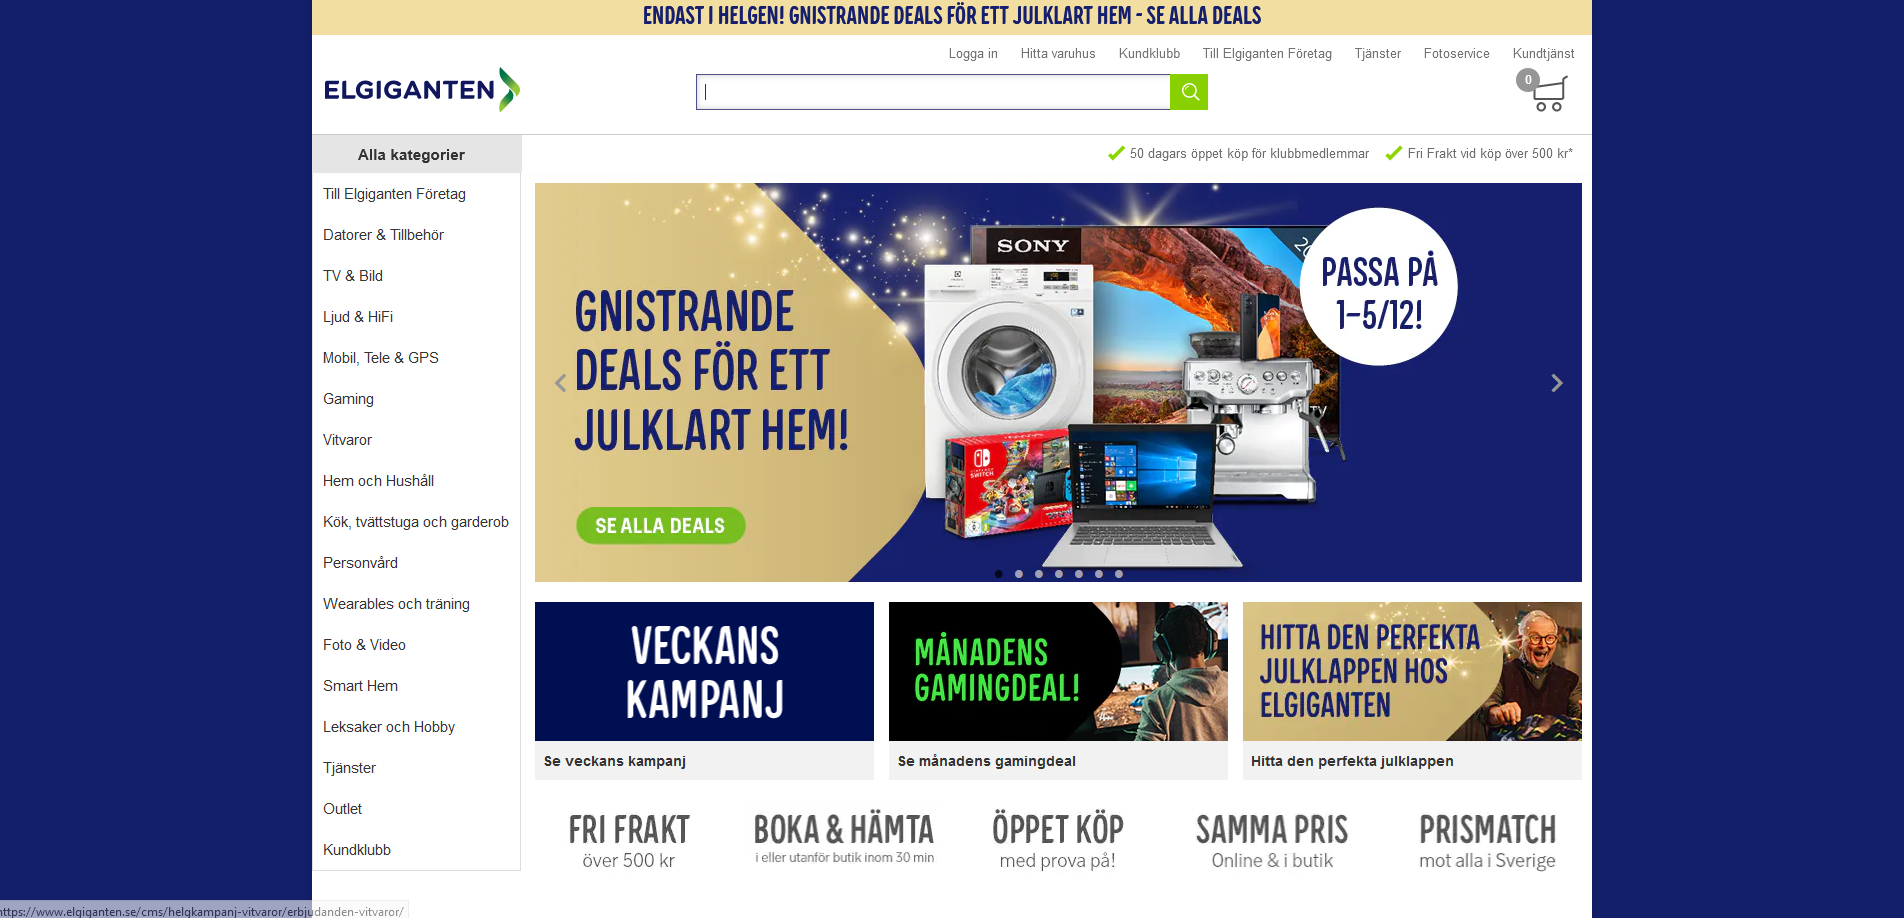 ENDAST I HELGEN! GNISTRANDE DEALS FÖR ETT JULKLART HEM - SE ALLA DEALS
Logga in
Hitta varuhus
Kundklubb
Till Elgiganten Företag
Tjänster
Fotoservice
Kundtjänst
ELGIGANTEN
0
Alla kategorier
50 dagars öppet köp för klubbmedlemmar
Fri Frakt vid köp över 500 kr*
Till Elgiganten Företag
Datorer & Tillbehör
TV & Bild
Ljud & HiFi
Mobil, Tele & GPS
Gaming
Vitvaror
Hem och Hushåll
Kök, tvättstuga och garderob
Personvård
Wearables och träning
Foto & Video
Smart Hem
Leksaker och Hobby
Tjänster
Outlet
Kundklubb
GNISTRANDE
DEALS FÖR ETT
JULKLART HEM!
SE ALLA DEALS
SONY
PASSA PÅ
1–5/12!
TV
SWITCH
VECKANS
KAMPANJ
Se veckans kampanj
MÅNADENS
GAMINGDEAL!
Se månadens gamingdeal
HITTA DEN PERFEKTA
JULKLAPPEN HOS
ELGIGANTEN
Hitta den perfekta julklappen
FRI FRAKT
över 500 kr
BOKA & HÄMTA
i eller utanför butik inom 30 min
ÖPPET KÖP
med prova på!
SAMMA PRIS
Online & i butik
PRISMATCH
mot alla i Sverige
https://www.elgiganten.se/cms/helgkampanj-vitvaror/erbjudanden-vitvaror/